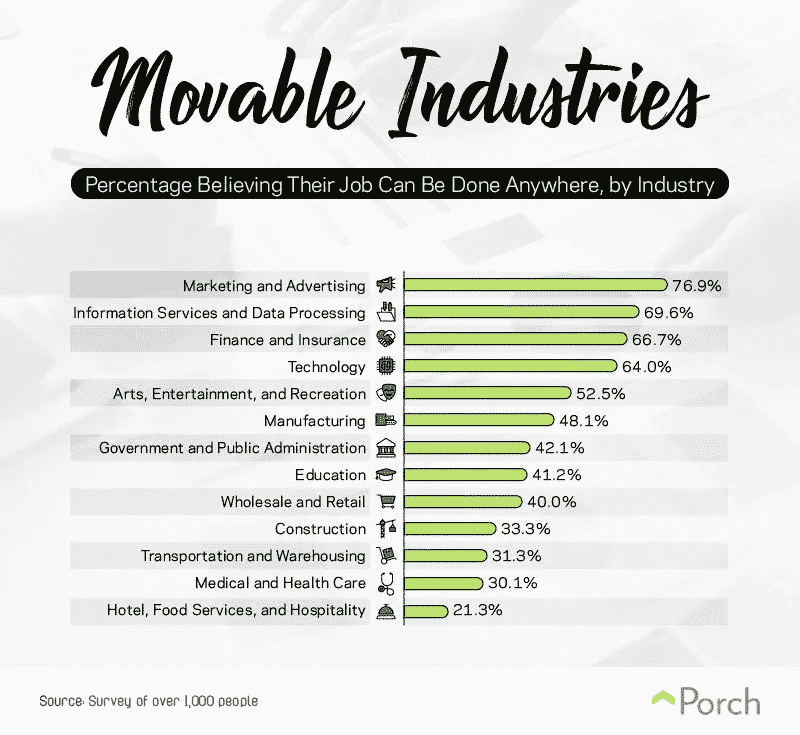 Movable Industries
Percentage Believing Their Job Can Be Done Anywhere, by Industry
Marketing and Advertising 76.9%
Information Services and Data Processing 69.6%
Finance and Insurance 66.7%
Technology 64.0%
Arts, Entertainment, and Recreation 52.5%
Manufacturing 48.1%
Government and Public Administration 42.1%
Education 41.2%
Wholesale and Retail 40.0%
Construction 33.3%
Transportation and Warehousing 31.3%
Medical and Health Care 30.1%
Hotel, Food Services, and Hospitality 21.3%
Source: Survey of over 1,000 people
Porch